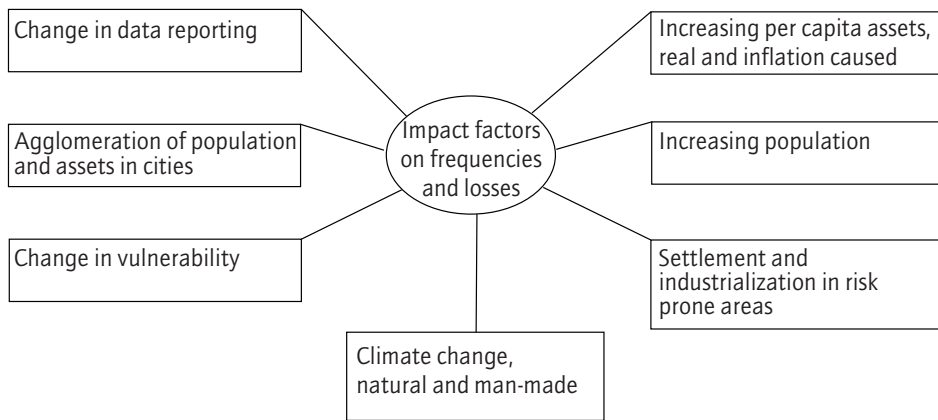 Change in data reporting
Increasing per capita assets,
real and inflation caused
Impact factors
on frequencies
and losses
Agglomeration of population
and assets in cities
Increasing population
Change in vulnerability
Settlement and
industrialization in risk
prone areas
Climate change,
natural and man-made